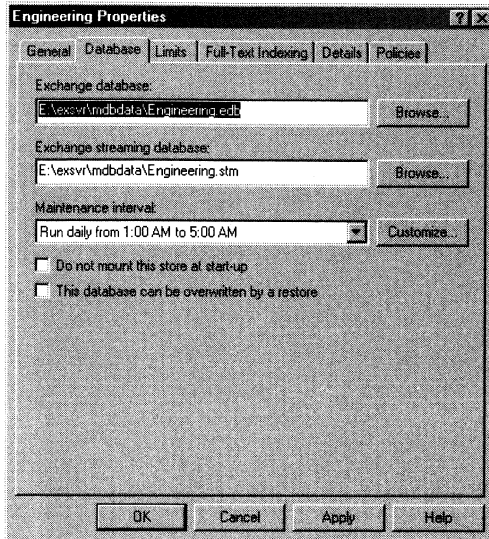 Engineering Properties
General Database Limits Full-Text Indexing Details Policies
Exchange database:
E:\exsvr\mdbdata\Engineering.edb Browse...
Exchange streaming database:
E:\exsvr\mdbdata\Engineering.stm Browse...
Maintenance interval:
Run daily from 1:00 AM to 5:00 AM Customize...
Do not mount this store at start-up
This database can be overwritten by a restore
OK Cancel Apply Help